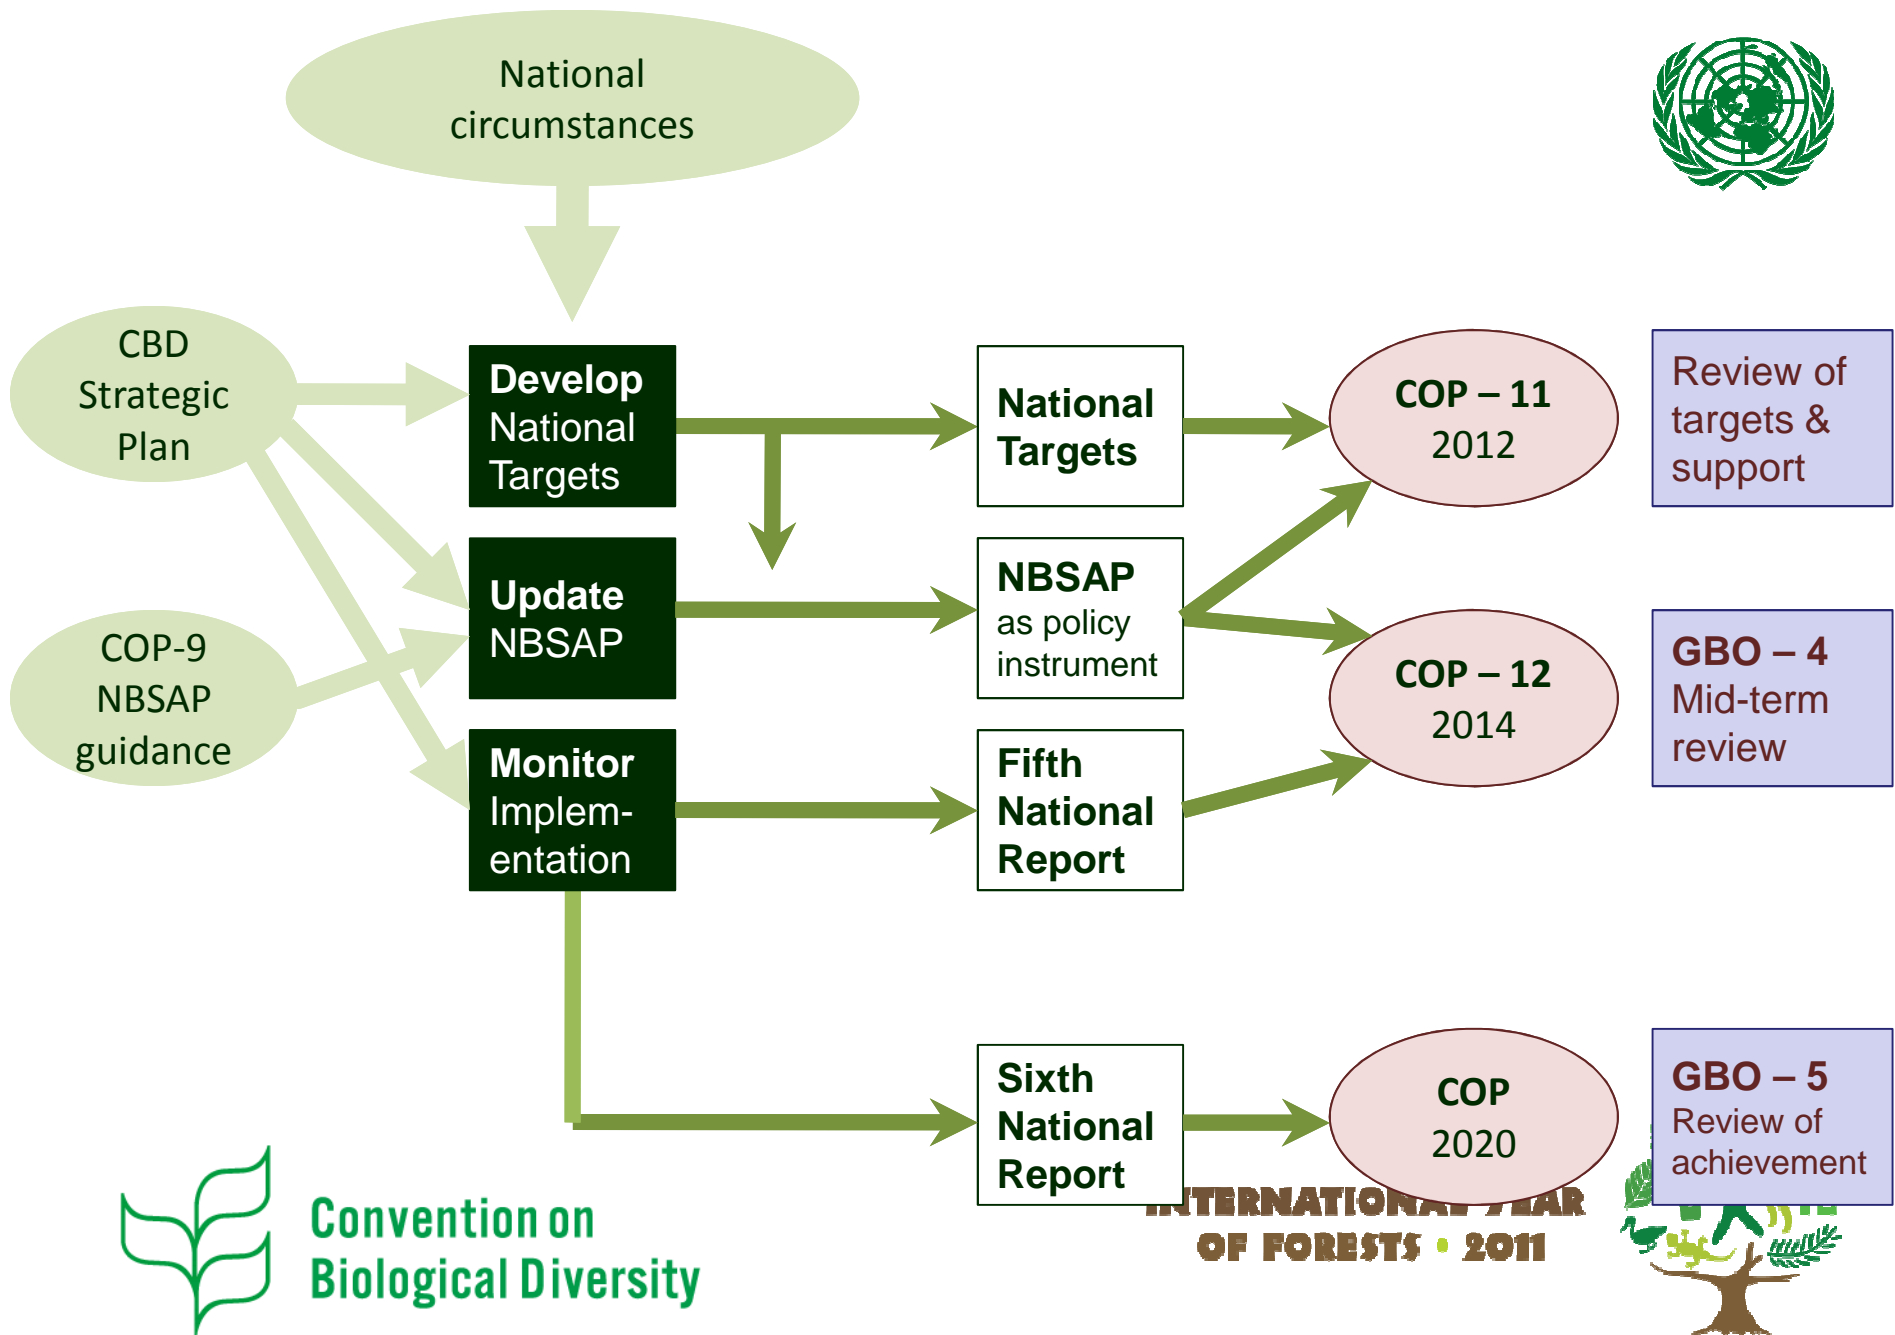 National
circumstances
CBD
Strategic
Plan
COP-9
NBSAP
guidance
Develop
National
Targets
Update
NBSAP
Monitor
Implem-
entation
National
Targets
NBSAP
as policy
instrument
Fifth
National
Report
Sixth
National
Report
COP – 11
2012
COP – 12
2014
COP
2020
Review of
targets &
support
GBO – 4
Mid-term
review
GBO – 5
Review of
achievement
Convention on
Biological Diversity
INTERNATIONAL YEAR
OF FORESTS • 2011